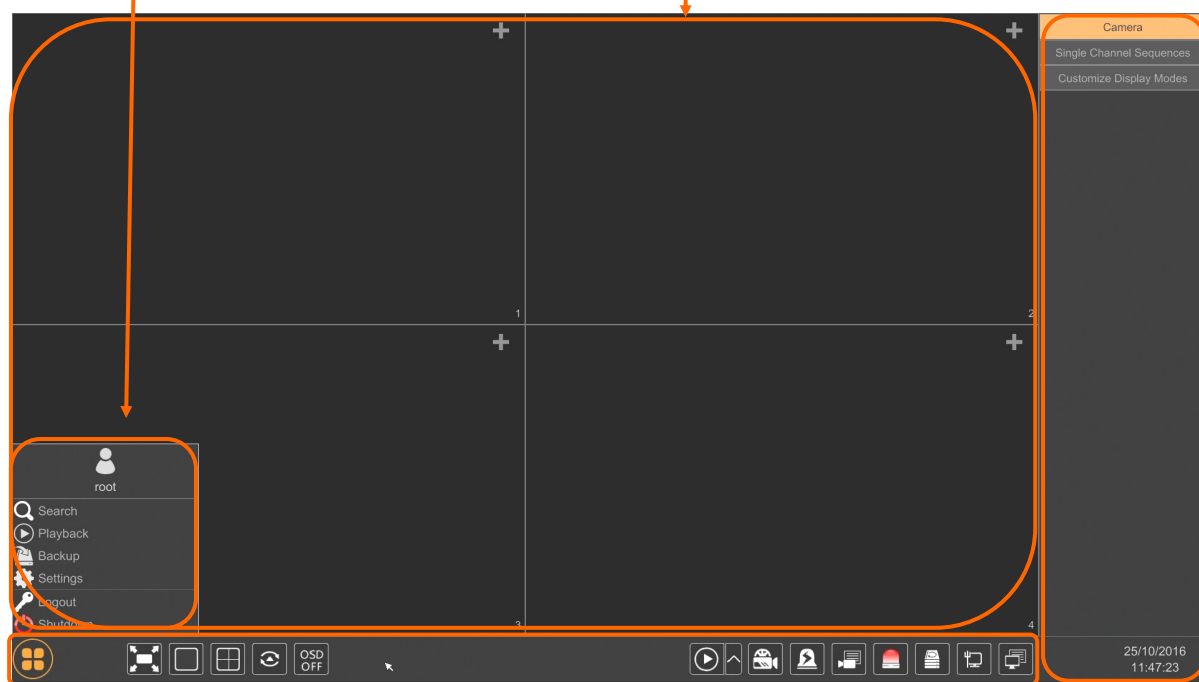 Camera
Single Channel Sequences
Customize Display Modes
1
2
root
Search
Playback
Backup
Settings
Logout
Shutdown
3
4
OSD
OFF
25/10/2016
11:47:23